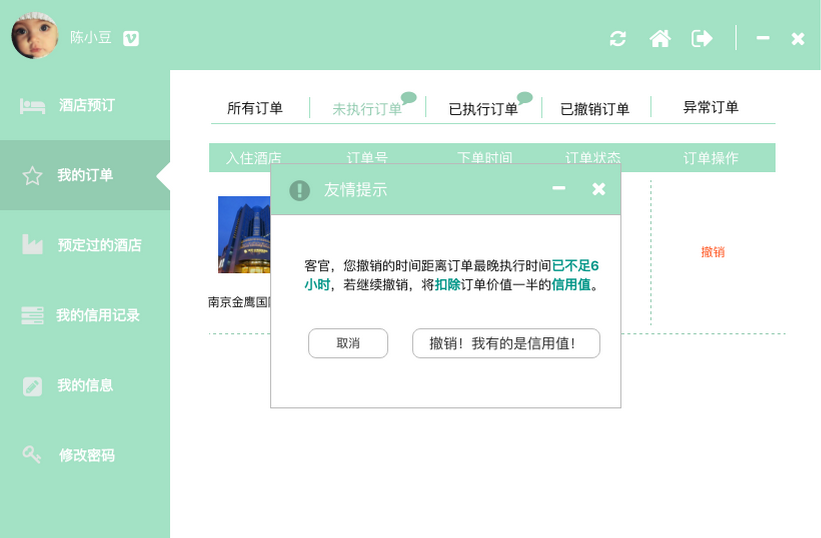 陈小豆
酒店预订
我的订单
预定过的酒店
我的信用记录
我的信息
修改密码
所有订单 未执行订单 已执行订单 已撤销订单 异常订单
入住酒店 订单号 下单时间 订单状态 订单操作
友情提示
客官，您撤销的时间距离订单最晚执行时间已不足6
小时，若继续撤销，将扣除订单价值一半的信用值。
取消 撤销！我有的是信用值！
撤销
南京金鹰国